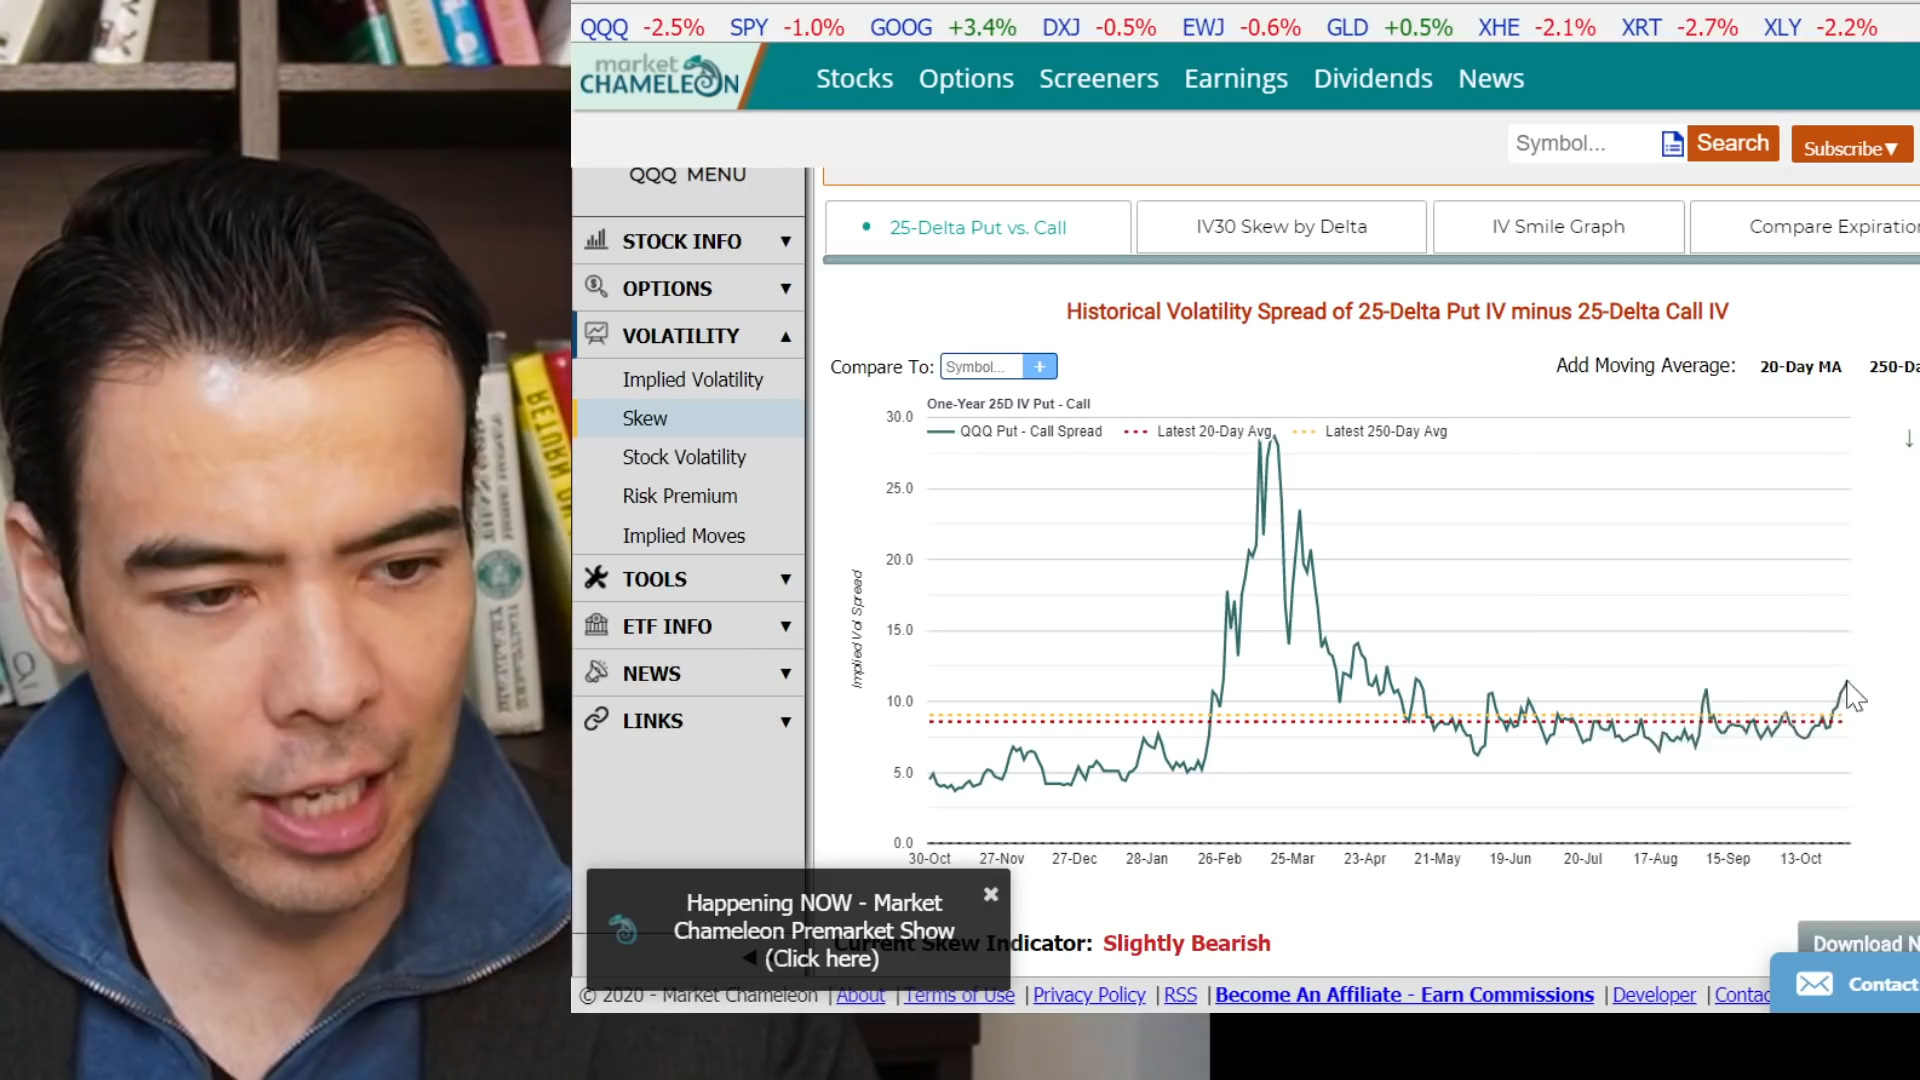 QQQ -2.5% SPY -1.0% GOOG +3.4% DXJ -0.5% EWJ -0.6% GLD +0.5% XHE -2.1% XRT -2.7% XLY -2.2%
market CHAMELEON
Stocks Options Screeners Earnings Dividends News
Symbol... Search Subscribe▼
QQQ MENU
STOCK INFO ▼
OPTIONS ▼
VOLATILITY ▲
Implied Volatility
Skew
Stock Volatility
Risk Premium
Implied Moves
TOOLS ▼
ETF INFO ▼
NEWS ▼
LINKS ▼
• 25-Delta Put vs. Call
IV30 Skew by Delta
IV Smile Graph
Compare Expiratio
Historical Volatility Spread of 25-Delta Put IV minus 25-Delta Call IV
Compare To: Symbol... +
Add Moving Average: 20-Day MA 250-Da
One-Year 25D IV Put - Call
QQQ Put - Call Spread Latest 20-Day Avg Latest 250-Day Avg
Implied Vol Spread
30.0
25.0
20.0
15.0
10.0
5.0
0.0
30-Oct 27-Nov 27-Dec 28-Jan 26-Feb 25-Mar 23-Apr 21-May 19-Jun 20-Jul 17-Aug 15-Sep 13-Oct
Current Skew Indicator: Slightly Bearish
Happening NOW - Market
Chameleon Premarket Show
(Click here)
Download N
Contact
© 2020 - Market Chameleon | About | Terms of Use | Privacy Policy | RSS | Become An Affiliate - Earn Commissions | Developer | Contac
RETURN